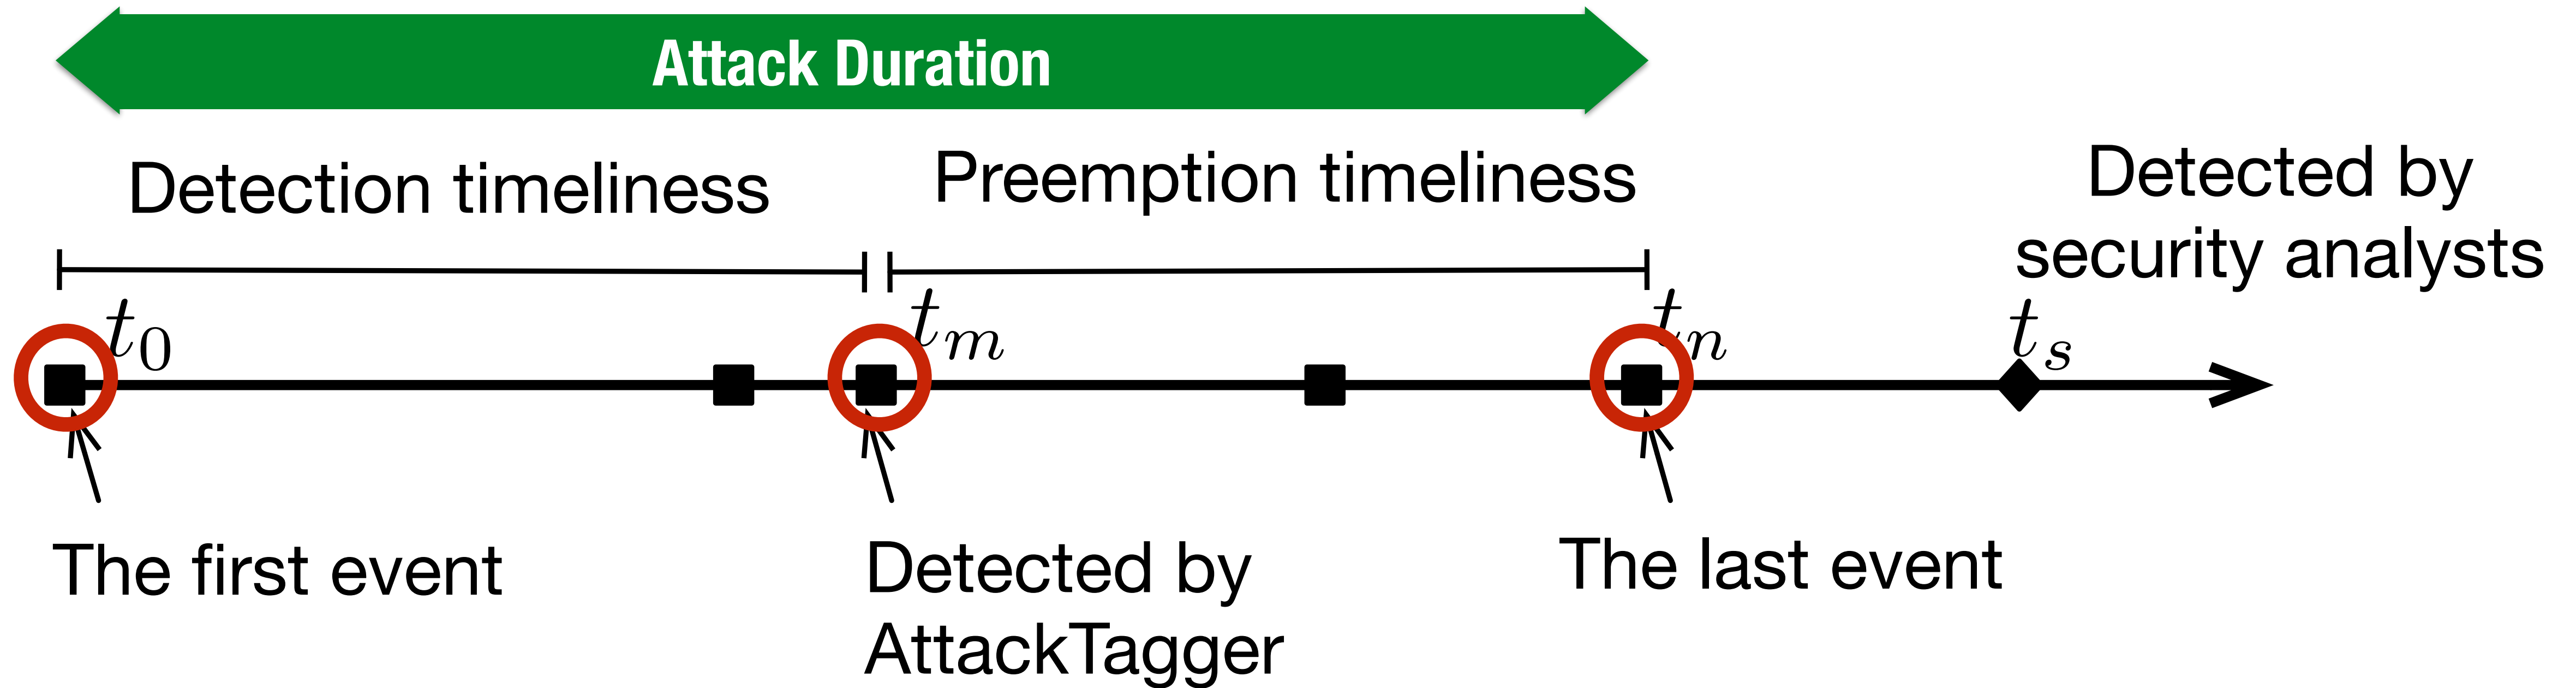 Attack Duration
Detection timeliness
Preemption timeliness
Detected by
security analysts
t0
tm
tn
ts
The first event
Detected by
AttackTagger
The last event